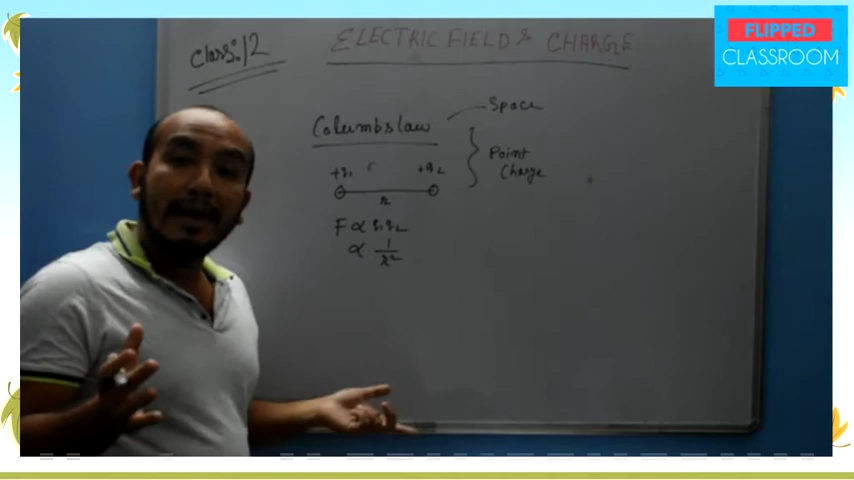 FLIPPED
CLASSROOM
Class:12
ELECTRIC FIELD & CHARGE
Columbs law
Space
Point
Charge
+q₁
+q₂
r
F ∝ q₁q₂
∝ 1/r²